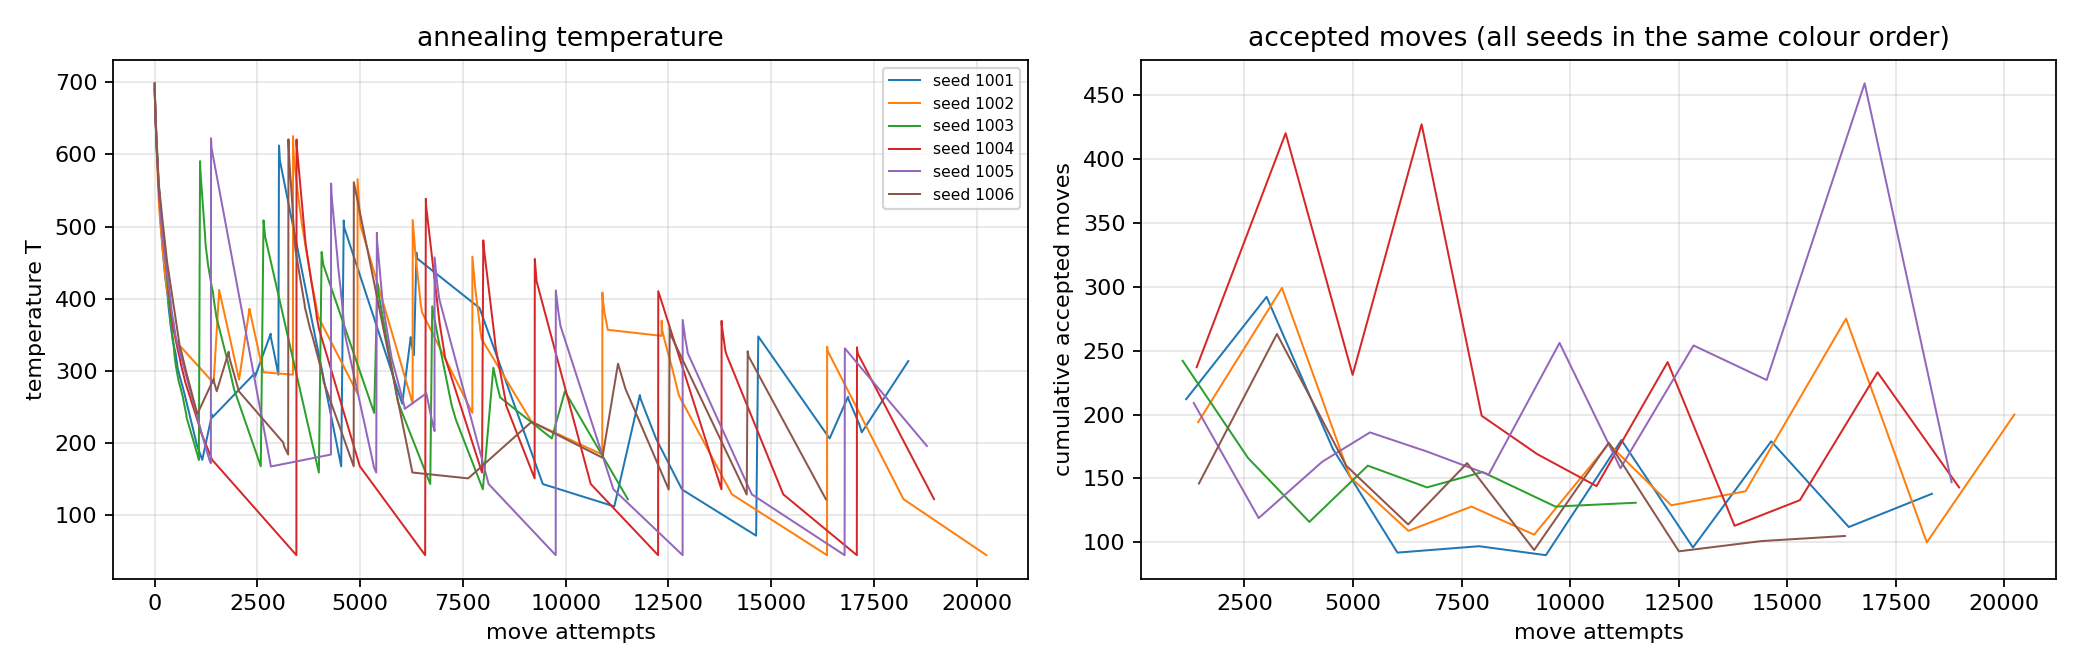 annealing temperature
temperature T
700
600
500
400
300
200
100
0
2500
5000
7500
10000
12500
15000
17500
20000
move attempts
seed 1001
seed 1002
seed 1003
seed 1004
seed 1005
seed 1006
accepted moves (all seeds in the same colour order)
cumulative accepted moves
450
400
350
300
250
200
150
100
2500
5000
7500
10000
12500
15000
17500
20000
move attempts